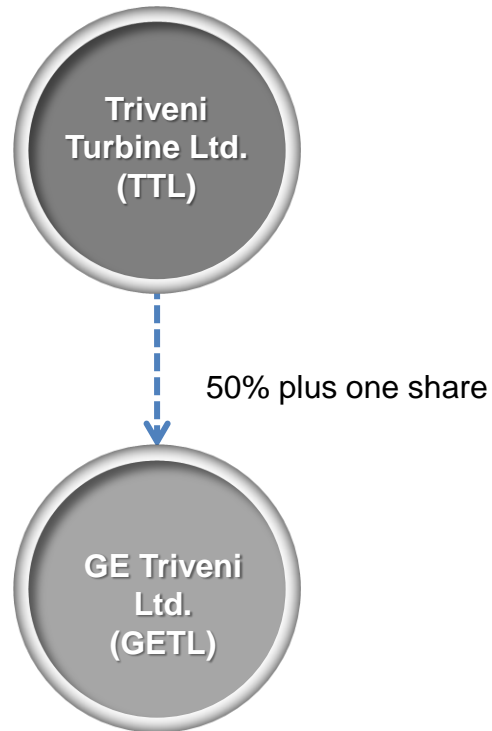 Triveni
Turbine Ltd.
(TTL)
50% plus one share
GE Triveni
Ltd.
(GETL)